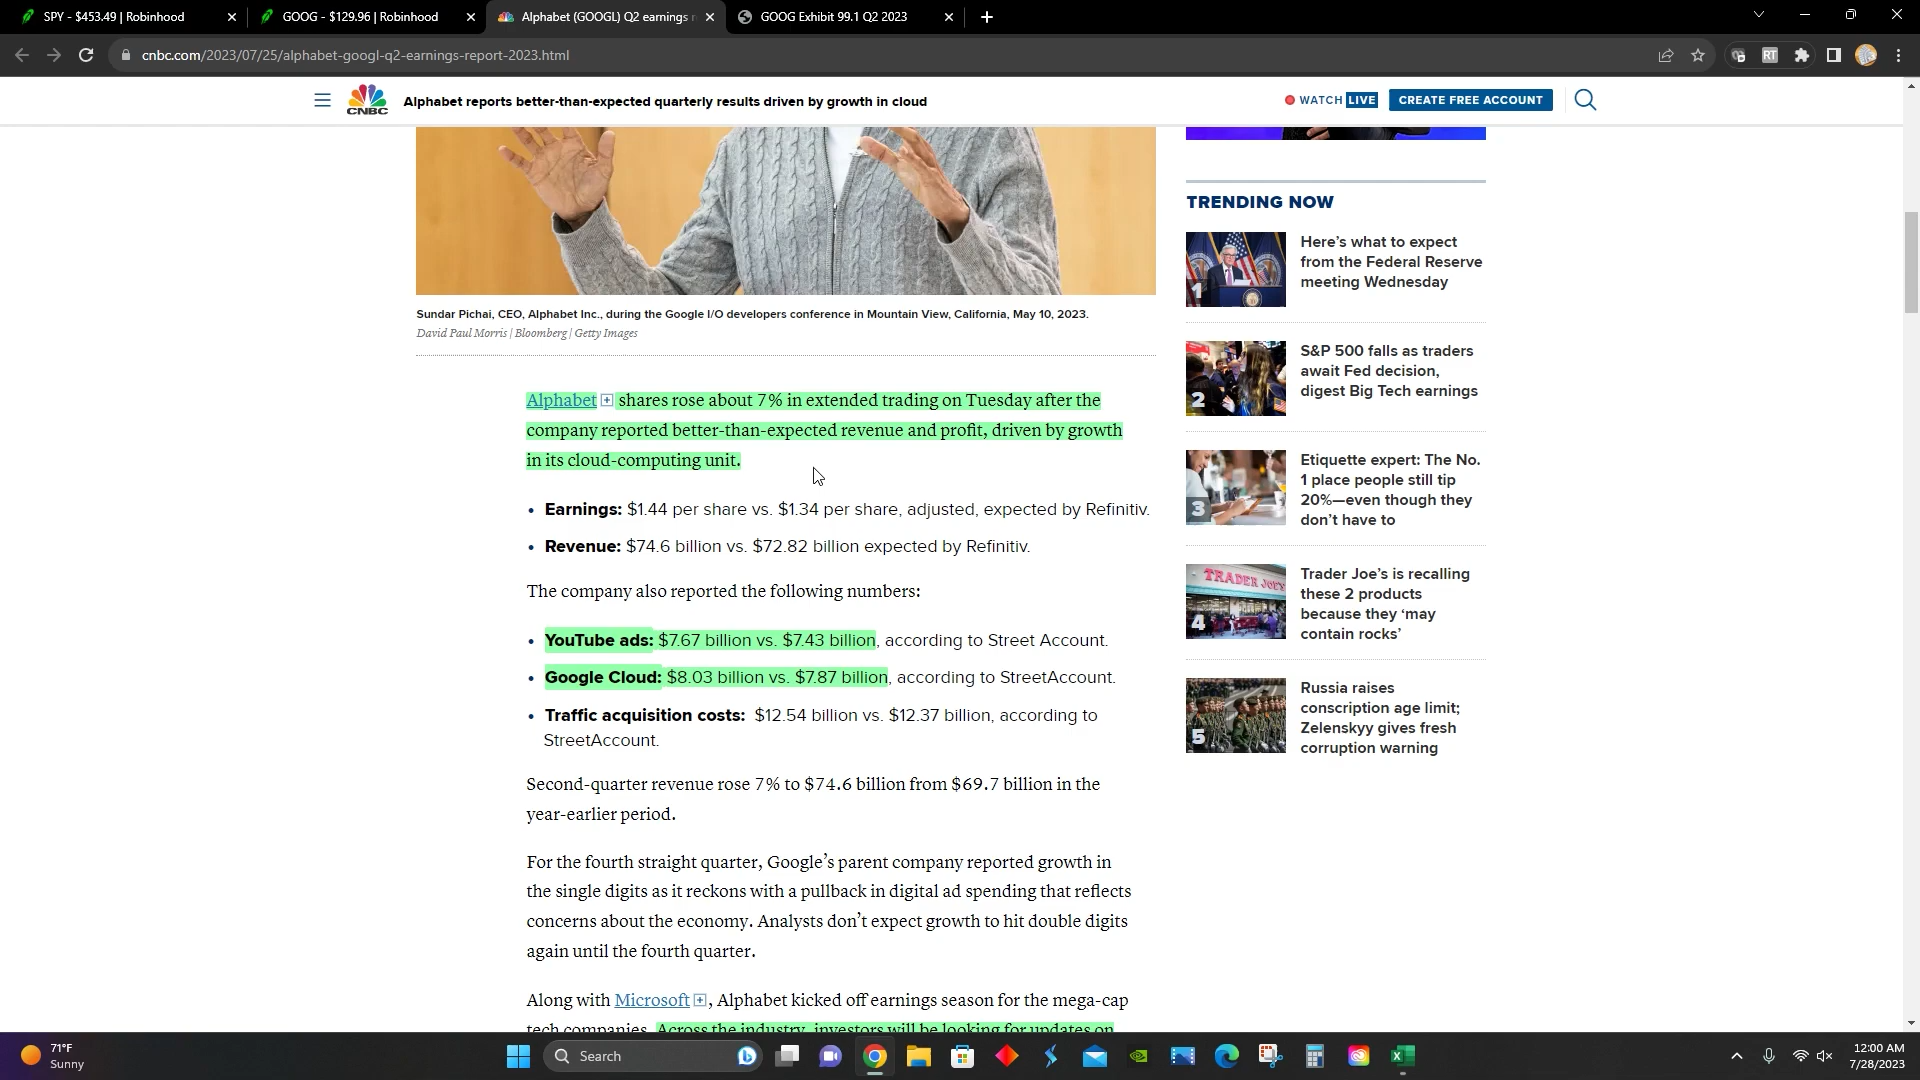 SPY - $453.49 | Robinhood
GOOG - $129.96 | Robinhood
Alphabet (GOOGL) Q2 earnings
GOOG Exhibit 99.1 Q2 2023
cnbc.com/2023/07/25/alphabet-googl-q2-earnings-report-2023.html
RT
CNBC
Alphabet reports better-than-expected quarterly results driven by growth in cloud
WATCH LIVE
CREATE FREE ACCOUNT
Sundar Pichai, CEO, Alphabet Inc., during the Google I/O developers conference in Mountain View, California, May 10, 2023.
David Paul Morris | Bloomberg | Getty Images
Alphabet shares rose about 7% in extended trading on Tuesday after the
company reported better-than-expected revenue and profit, driven by growth
in its cloud-computing unit.
• Earnings: $1.44 per share vs. $1.34 per share, adjusted, expected by Refinitiv.
• Revenue: $74.6 billion vs. $72.82 billion expected by Refinitiv.
The company also reported the following numbers:
• YouTube ads: $7.67 billion vs. $7.43 billion, according to Street Account.
• Google Cloud: $8.03 billion vs. $7.87 billion, according to StreetAccount.
• Traffic acquisition costs: $12.54 billion vs. $12.37 billion, according to
StreetAccount.
Second-quarter revenue rose 7% to $74.6 billion from $69.7 billion in the
year-earlier period.
For the fourth straight quarter, Google’s parent company reported growth in
the single digits as it reckons with a pullback in digital ad spending that reflects
concerns about the economy. Analysts don’t expect growth to hit double digits
again until the fourth quarter.
Along with Microsoft, Alphabet kicked off earnings season for the mega-cap
tech companies. Across the industry, investors will be looking for updates on
TRENDING NOW
1
Here’s what to expect
from the Federal Reserve
meeting Wednesday
2
S&P 500 falls as traders
await Fed decision,
digest Big Tech earnings
3
Etiquette expert: The No.
1 place people still tip
20%—even though they
don’t have to
TRADER JOE'S
4
Trader Joe’s is recalling
these 2 products
because they ‘may
contain rocks’
5
Russia raises
conscription age limit;
Zelenskyy gives fresh
corruption warning
71°F
Sunny
Search
12:00 AM
7/28/2023